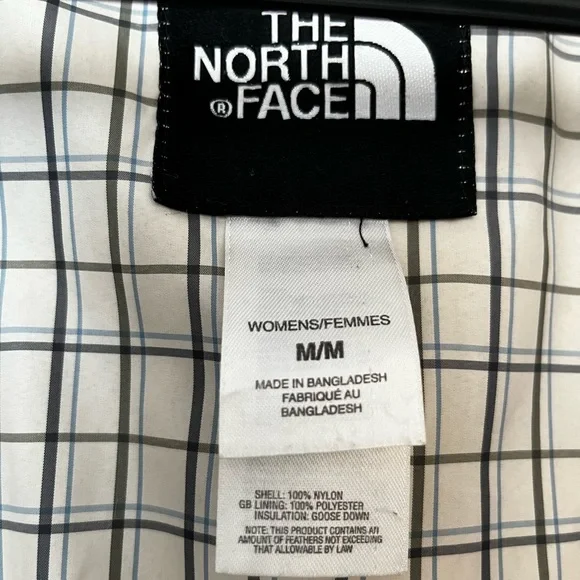 THE
NORTH
® FACE
WOMENS/FEMMES
M/M
MADE IN BANGLADESH
FABRIQUÉ AU
BANGLADESH
SHELL: 100% NYLON
GB LINING: 100% POLYESTER
INSULATION: GOOSE DOWN
NOTE: THIS PRODUCT CONTAINS AN
AMOUNT OF FEATHERS NOT EXCEEDING
THAT ALLOWABLE BY LAW